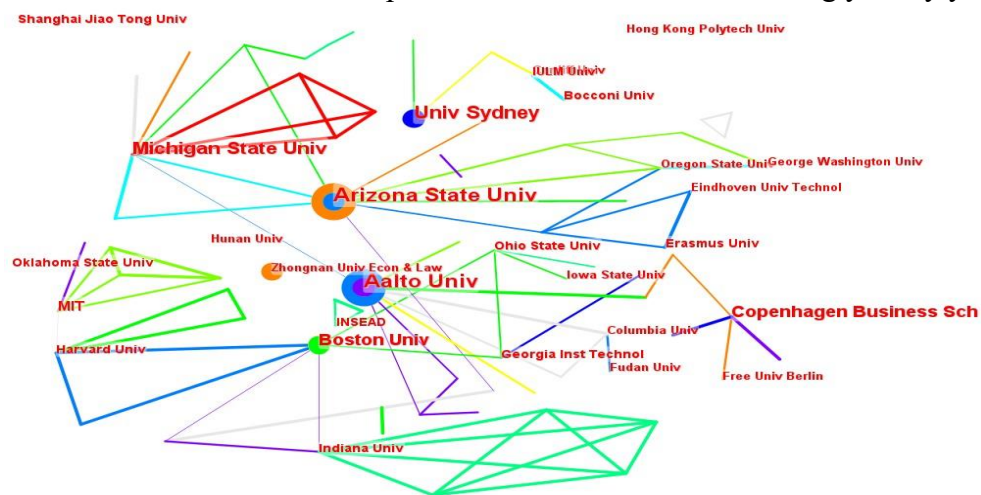 Shanghai Jiao Tong Univ
Hong Kong Polytech Univ
IULM Univ
Bocconi Univ
Univ Sydney
Michigan State Univ
Oregon State Univ
George Washington Univ
Arizona State Univ
Eindhoven Univ Technol
Hunan Univ
Ohio State Univ
Erasmus Univ
Oklahoma State Univ
Zhongnan Univ Econ & Law
Aalto Univ
Iowa State Univ
MIT
Copenhagen Business Sch
INSEAD
Columbia Univ
Boston Univ
Harvard Univ
Georgia Inst Technol
Fudan Univ
Free Univ Berlin
Indiana Univ